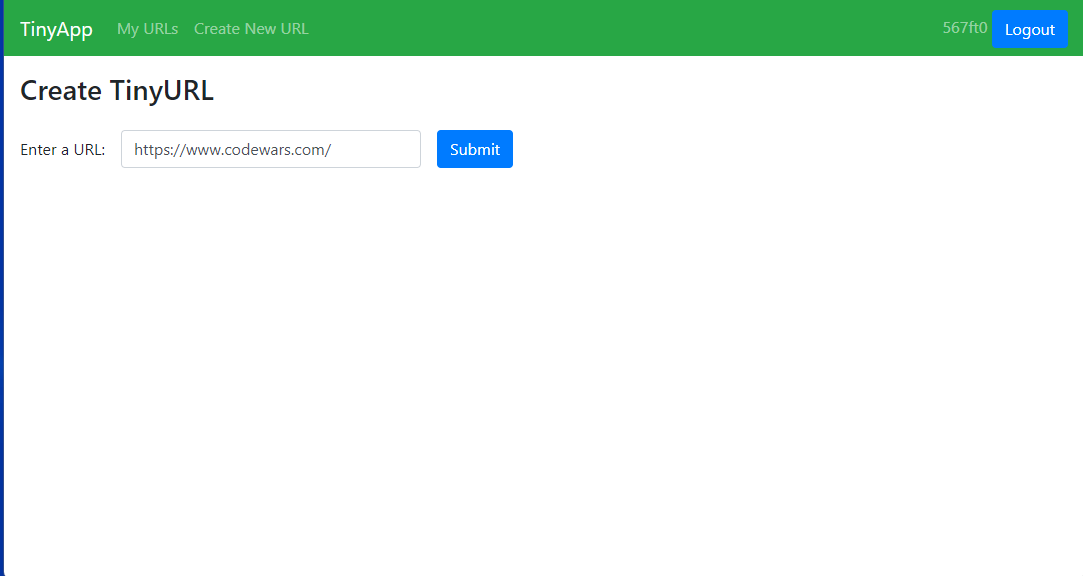 TinyApp My URLs Create New URL 567ft0 Logout
Create TinyURL
Enter a URL: https://www.codewars.com/ Submit